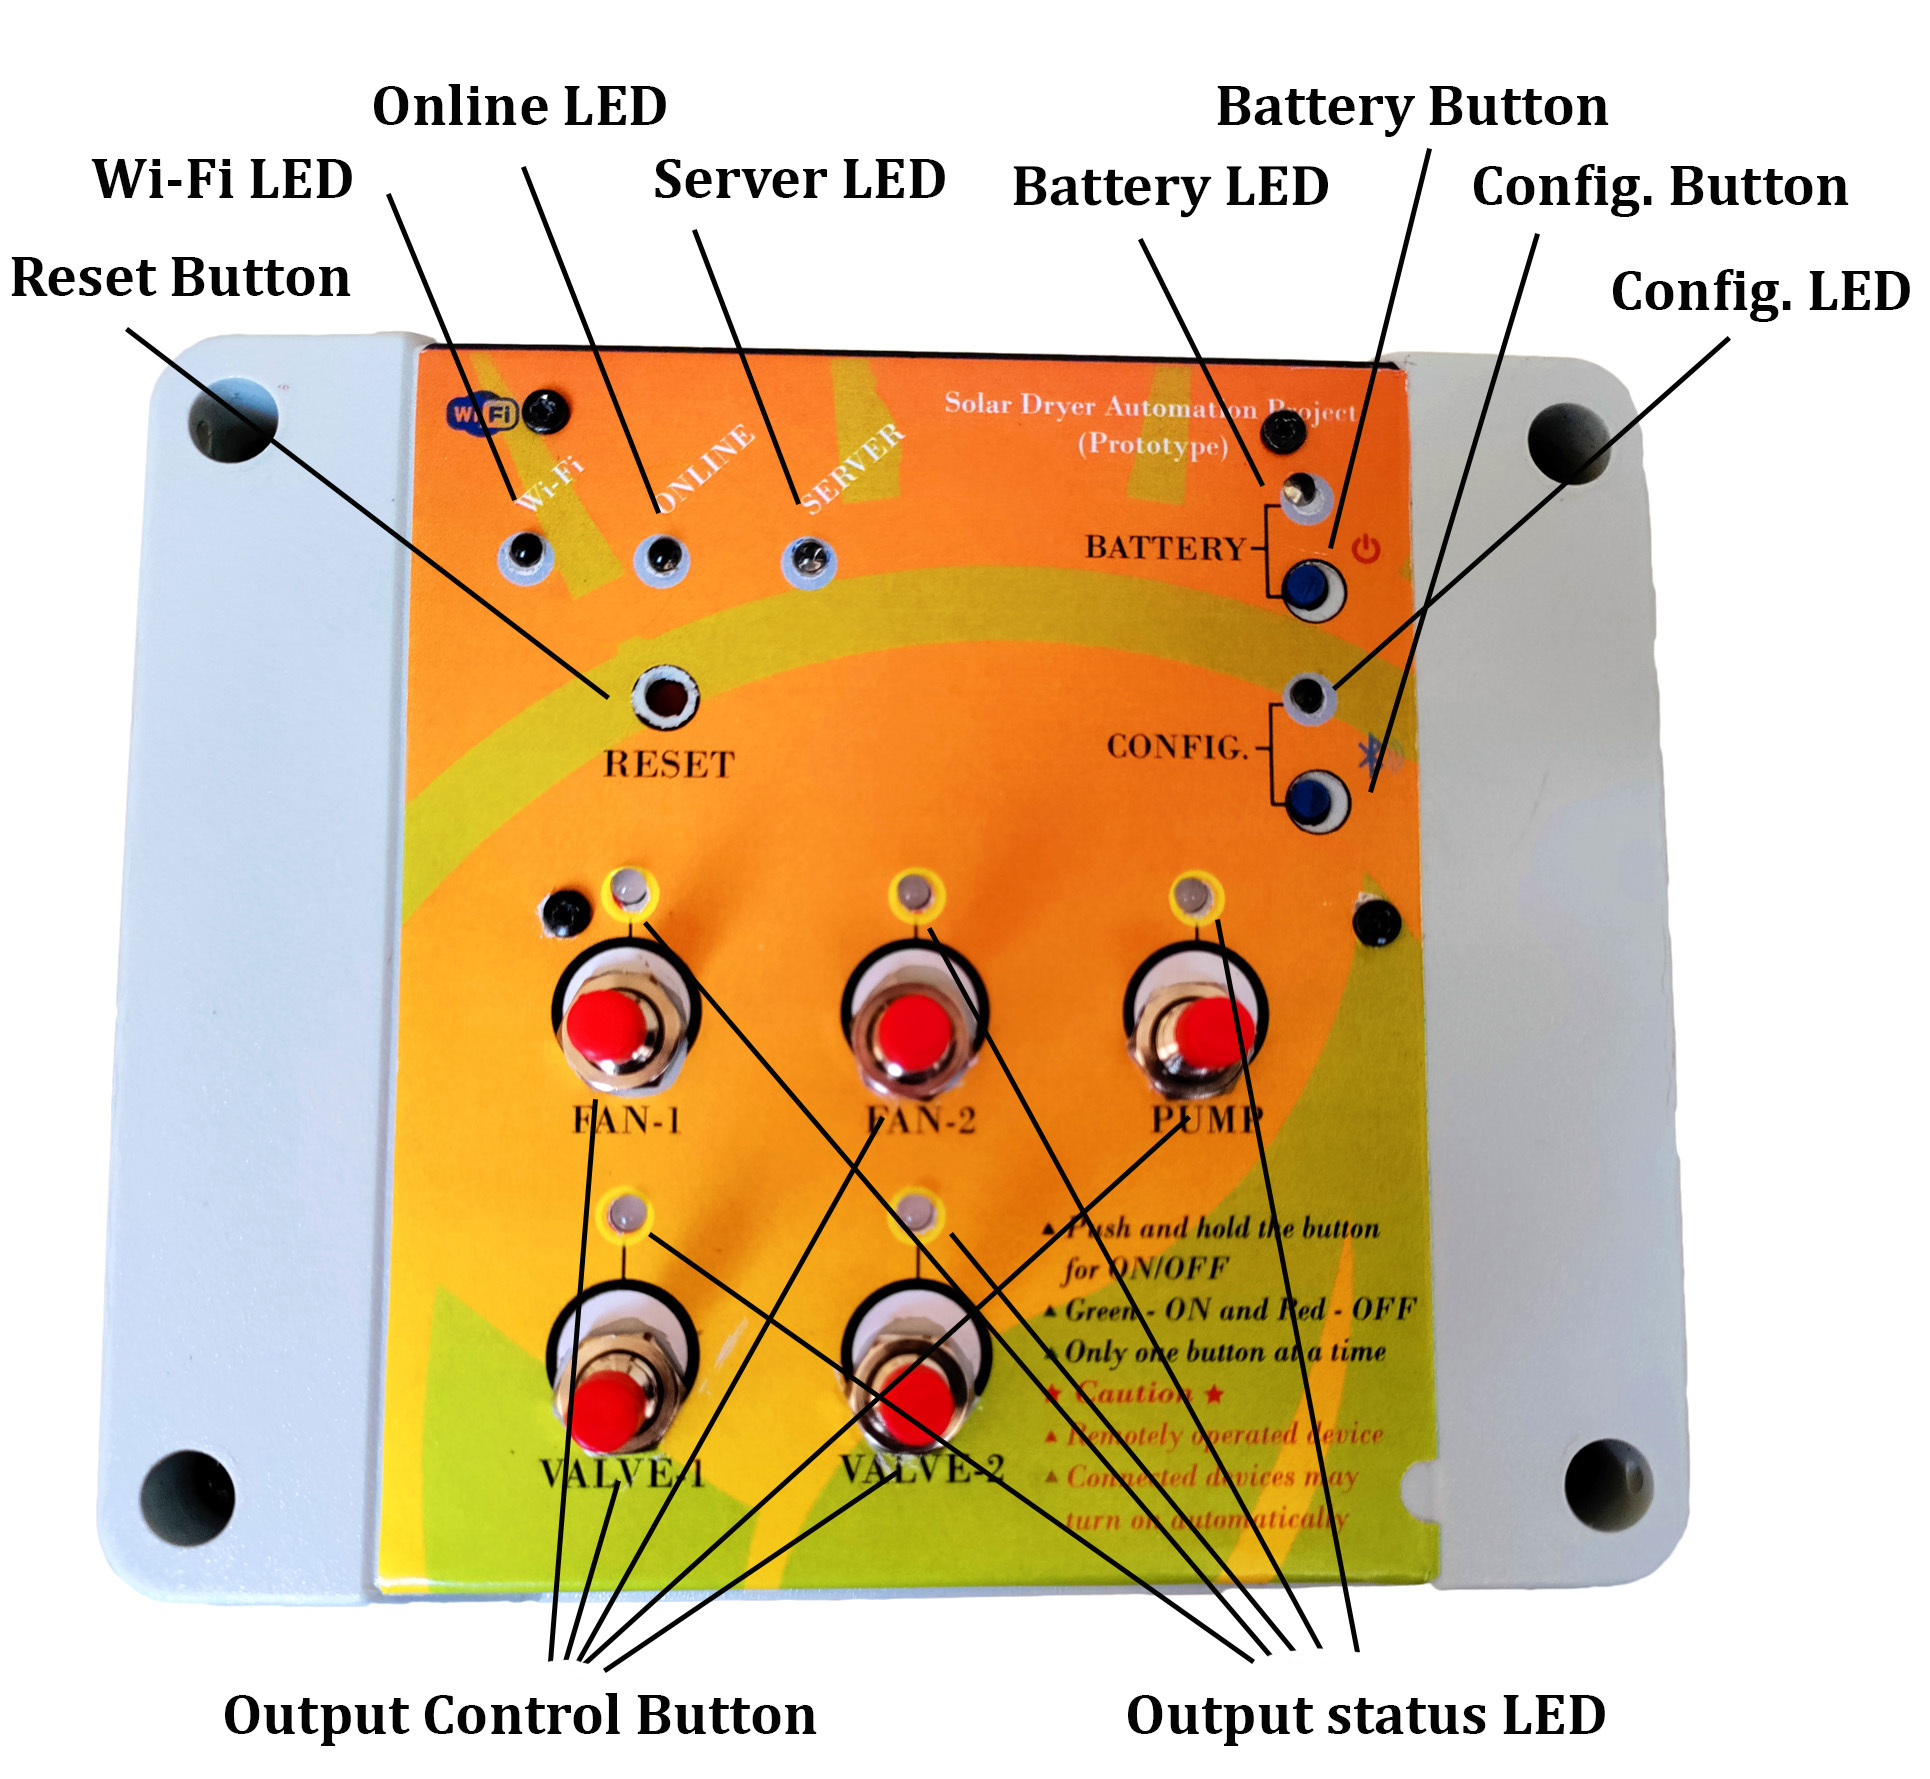 Online LED
Battery Button
Wi-Fi LED
Server LED
Battery LED
Config. Button
Reset Button
Config. LED
Wi Fi
Solar Dryer Automation Project
(Prototype)
Wi-Fi
ONLINE
SERVER
BATTERY
RESET
CONFIG.
FAN-1
FAN-2
PUMP
Push and hold the button
for ON/OFF
Green - ON and Red - OFF
Only one button at a time
★ Caution ★
Remotely operated device
Connected devices may
turn on automatically
VALVE-1
VALVE-2
Output Control Button
Output status LED